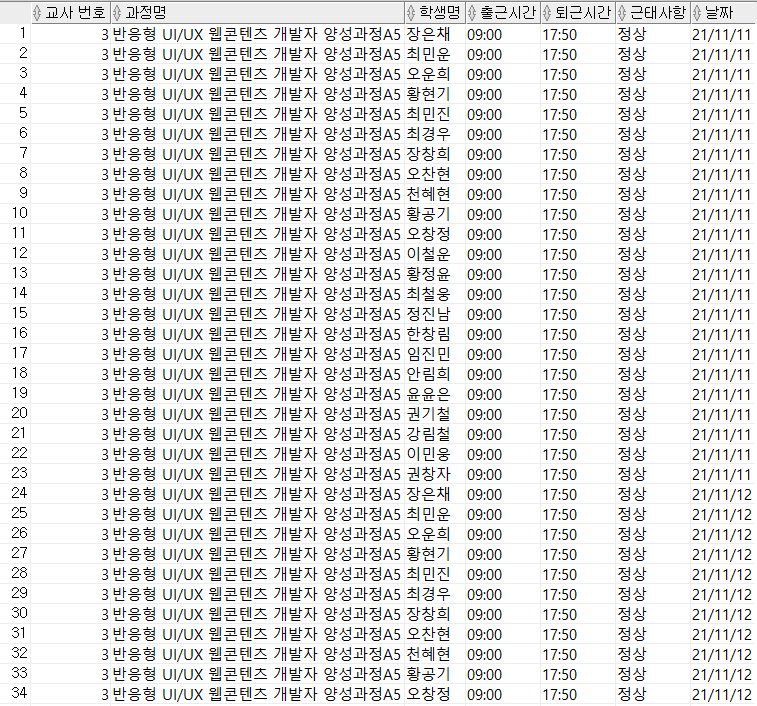 교사 번호 과정명 학생명 출근시간 퇴근시간 근태사항 날짜
1 3 반응형 UI/UX 웹콘텐츠 개발자 양성과정A5 장은채 09:00 17:50 정상 21/11/11
2 3 반응형 UI/UX 웹콘텐츠 개발자 양성과정A5 최민운 09:00 17:50 정상 21/11/11
3 3 반응형 UI/UX 웹콘텐츠 개발자 양성과정A5 오운희 09:00 17:50 정상 21/11/11
4 3 반응형 UI/UX 웹콘텐츠 개발자 양성과정A5 황현기 09:00 17:50 정상 21/11/11
5 3 반응형 UI/UX 웹콘텐츠 개발자 양성과정A5 최민진 09:00 17:50 정상 21/11/11
6 3 반응형 UI/UX 웹콘텐츠 개발자 양성과정A5 최경우 09:00 17:50 정상 21/11/11
7 3 반응형 UI/UX 웹콘텐츠 개발자 양성과정A5 장창희 09:00 17:50 정상 21/11/11
8 3 반응형 UI/UX 웹콘텐츠 개발자 양성과정A5 오찬현 09:00 17:50 정상 21/11/11
9 3 반응형 UI/UX 웹콘텐츠 개발자 양성과정A5 천혜현 09:00 17:50 정상 21/11/11
10 3 반응형 UI/UX 웹콘텐츠 개발자 양성과정A5 황공기 09:00 17:50 정상 21/11/11
11 3 반응형 UI/UX 웹콘텐츠 개발자 양성과정A5 오창정 09:00 17:50 정상 21/11/11
12 3 반응형 UI/UX 웹콘텐츠 개발자 양성과정A5 이철운 09:00 17:50 정상 21/11/11
13 3 반응형 UI/UX 웹콘텐츠 개발자 양성과정A5 황정윤 09:00 17:50 정상 21/11/11
14 3 반응형 UI/UX 웹콘텐츠 개발자 양성과정A5 최철웅 09:00 17:50 정상 21/11/11
15 3 반응형 UI/UX 웹콘텐츠 개발자 양성과정A5 정진남 09:00 17:50 정상 21/11/11
16 3 반응형 UI/UX 웹콘텐츠 개발자 양성과정A5 한창림 09:00 17:50 정상 21/11/11
17 3 반응형 UI/UX 웹콘텐츠 개발자 양성과정A5 임진민 09:00 17:50 정상 21/11/11
18 3 반응형 UI/UX 웹콘텐츠 개발자 양성과정A5 안림희 09:00 17:50 정상 21/11/11
19 3 반응형 UI/UX 웹콘텐츠 개발자 양성과정A5 윤윤은 09:00 17:50 정상 21/11/11
20 3 반응형 UI/UX 웹콘텐츠 개발자 양성과정A5 권기철 09:00 17:50 정상 21/11/11
21 3 반응형 UI/UX 웹콘텐츠 개발자 양성과정A5 강림철 09:00 17:50 정상 21/11/11
22 3 반응형 UI/UX 웹콘텐츠 개발자 양성과정A5 이민웅 09:00 17:50 정상 21/11/11
23 3 반응형 UI/UX 웹콘텐츠 개발자 양성과정A5 권창자 09:00 17:50 정상 21/11/11
24 3 반응형 UI/UX 웹콘텐츠 개발자 양성과정A5 장은채 09:00 17:50 정상 21/11/12
25 3 반응형 UI/UX 웹콘텐츠 개발자 양성과정A5 최민운 09:00 17:50 정상 21/11/12
26 3 반응형 UI/UX 웹콘텐츠 개발자 양성과정A5 오운희 09:00 17:50 정상 21/11/12
27 3 반응형 UI/UX 웹콘텐츠 개발자 양성과정A5 황현기 09:00 17:50 정상 21/11/12
28 3 반응형 UI/UX 웹콘텐츠 개발자 양성과정A5 최민진 09:00 17:50 정상 21/11/12
29 3 반응형 UI/UX 웹콘텐츠 개발자 양성과정A5 최경우 09:00 17:50 정상 21/11/12
30 3 반응형 UI/UX 웹콘텐츠 개발자 양성과정A5 장창희 09:00 17:50 정상 21/11/12
31 3 반응형 UI/UX 웹콘텐츠 개발자 양성과정A5 오찬현 09:00 17:50 정상 21/11/12
32 3 반응형 UI/UX 웹콘텐츠 개발자 양성과정A5 천혜현 09:00 17:50 정상 21/11/12
33 3 반응형 UI/UX 웹콘텐츠 개발자 양성과정A5 황공기 09:00 17:50 정상 21/11/12
34 3 반응형 UI/UX 웹콘텐츠 개발자 양성과정A5 오창정 09:00 17:50 정상 21/11/12